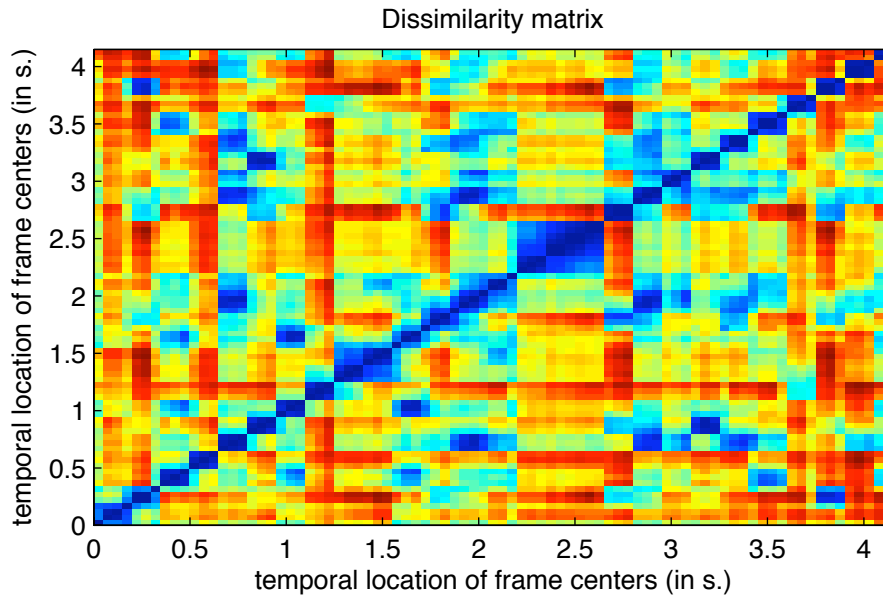 Dissimilarity matrix
temporal location of frame centers (in s.)
4
3.5
3
2.5
2
1.5
1
0.5
0
0 0.5 1 1.5 2 2.5 3 3.5 4
temporal location of frame centers (in s.)